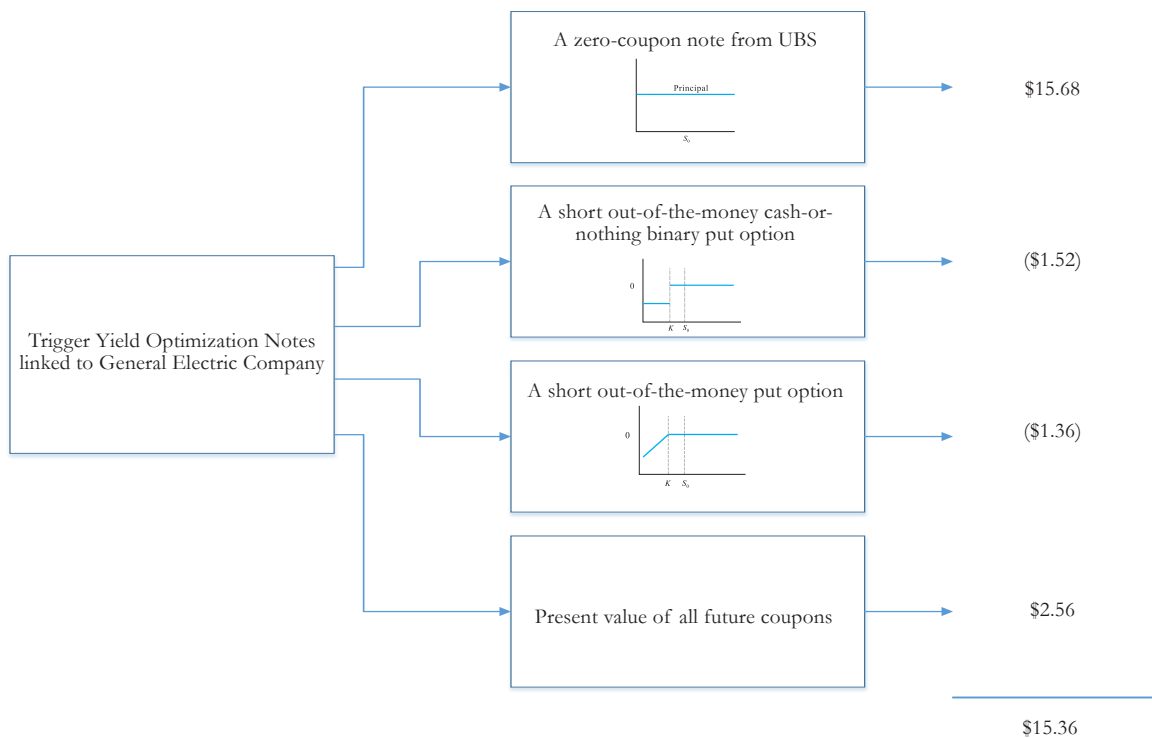 A zero-coupon note from UBS
Principal
S0
$15.68
A short out-of-the-money cash-or-
nothing binary put option
0
K S0
($1.52)
Trigger Yield Optimization Notes
linked to General Electric Company
A short out-of-the-money put option
0
K S0
($1.36)
Present value of all future coupons
$2.56
$15.36